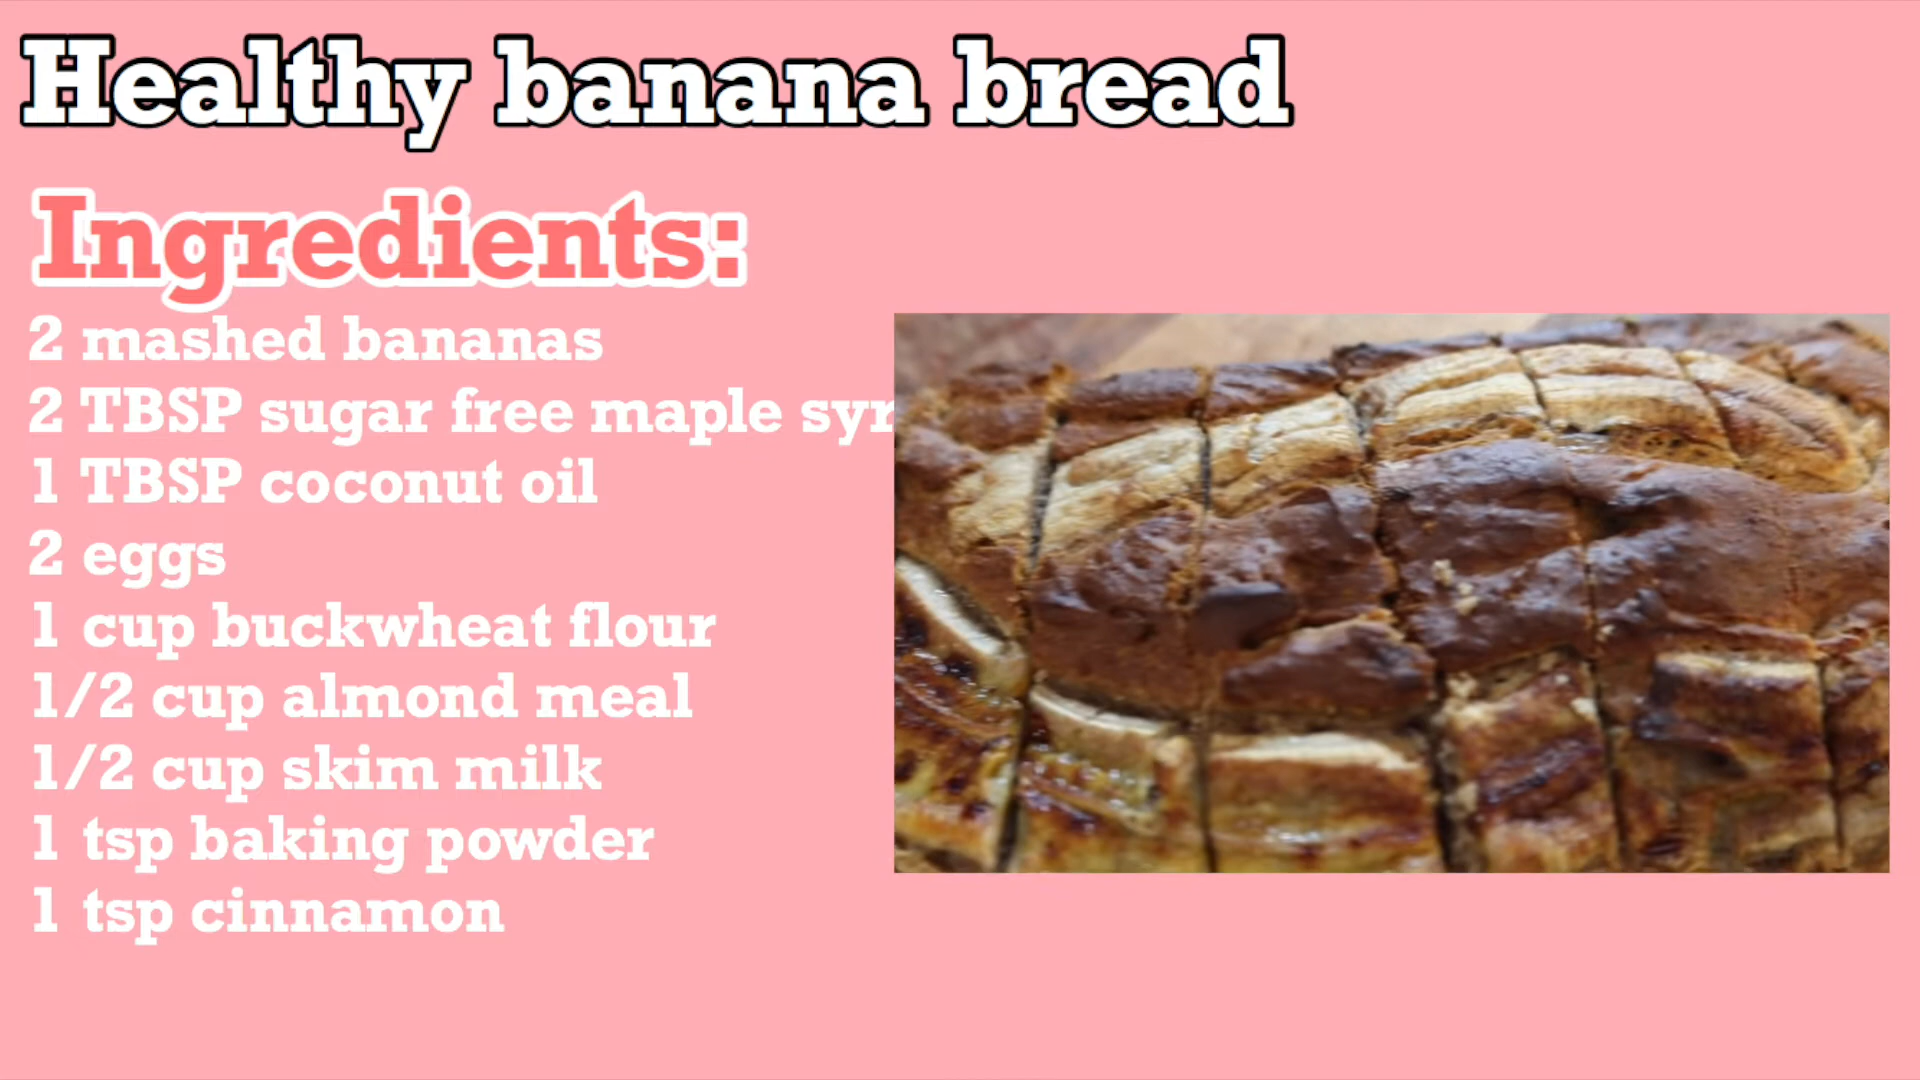 Healthy banana bread
Ingredients:
2 mashed bananas
2 TBSP sugar free maple syr
1 TBSP coconut oil
2 eggs
1 cup buckwheat flour
1/2 cup almond meal
1/2 cup skim milk
1 tsp baking powder
1 tsp cinnamon